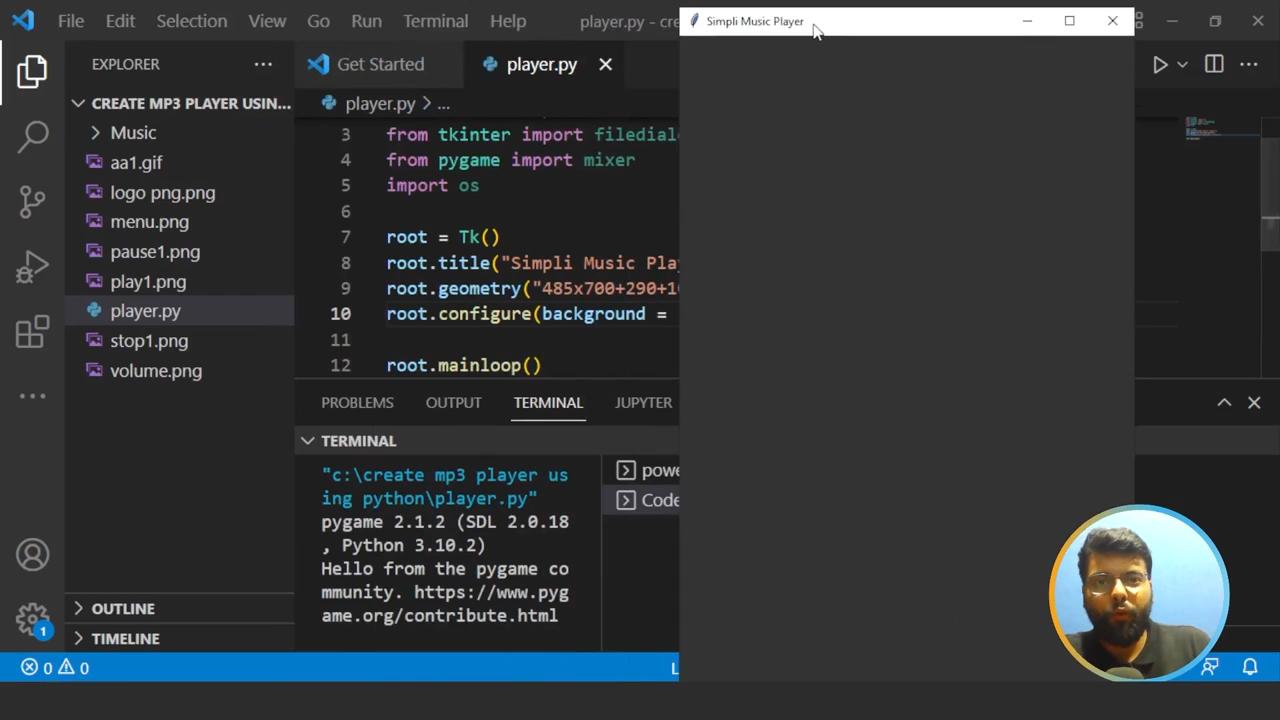 File Edit Selection View Go Run Terminal Help player.py - cre
Simpli Music Player
EXPLORER
CREATE MP3 PLAYER USIN...
Music
aa1.gif
logo png.png
menu.png
pause1.png
play1.png
player.py
stop1.png
volume.png
OUTLINE
TIMELINE
Get Started player.py
player.py > ...
3 from tkinter import filedialo
4 from pygame import mixer
5 import os
6
7 root = Tk()
8 root.title("Simpli Music Pla
9 root.geometry("485x700+290+1
10 root.configure(background =
11
12 root.mainloop()
PROBLEMS OUTPUT TERMINAL JUPYTER
TERMINAL
"c:\create mp3 player us
ing python\player.py"
pygame 2.1.2 (SDL 2.0.18
, Python 3.10.2)
Hello from the pygame co
mmunity. https://www.pyg
ame.org/contribute.html
powe
Code
1
0 0
L